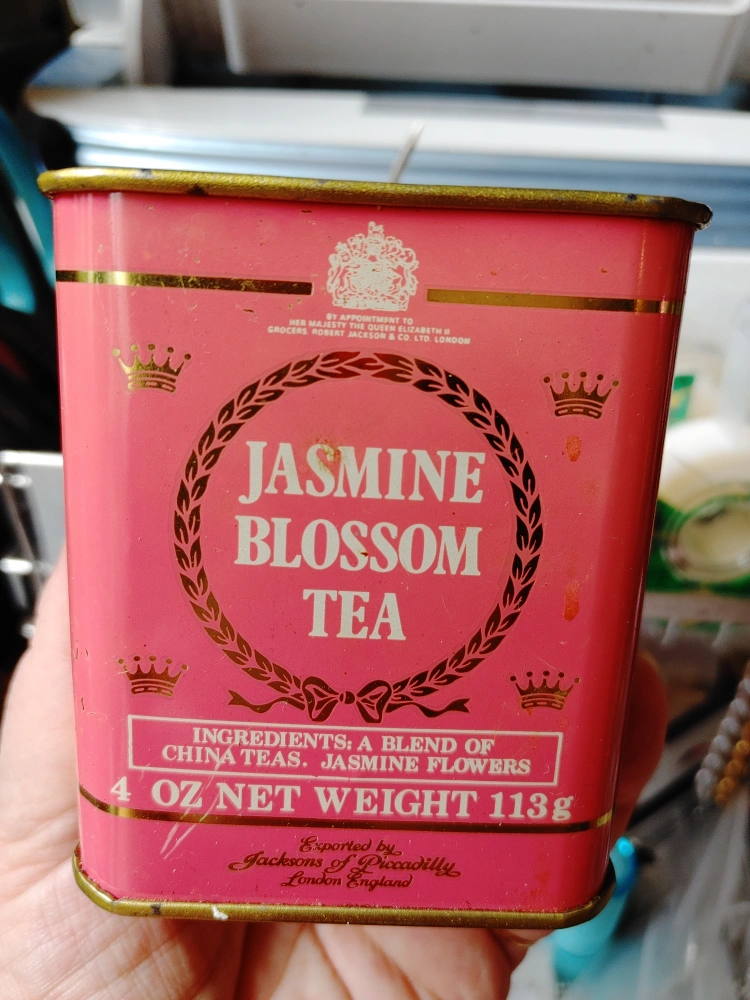 BY APPOINTMENT TO
HER MAJESTY THE QUEEN ELIZABETH II
GROCERS ROBERT JACKSON & CO. LTD. LONDON
JASMINE
BLOSSOM
TEA
INGREDIENTS: A BLEND OF
CHINA TEAS. JASMINE FLOWERS
4 OZ NET WEIGHT 113g
Exported by
Jacksons of Piccadilly
London England